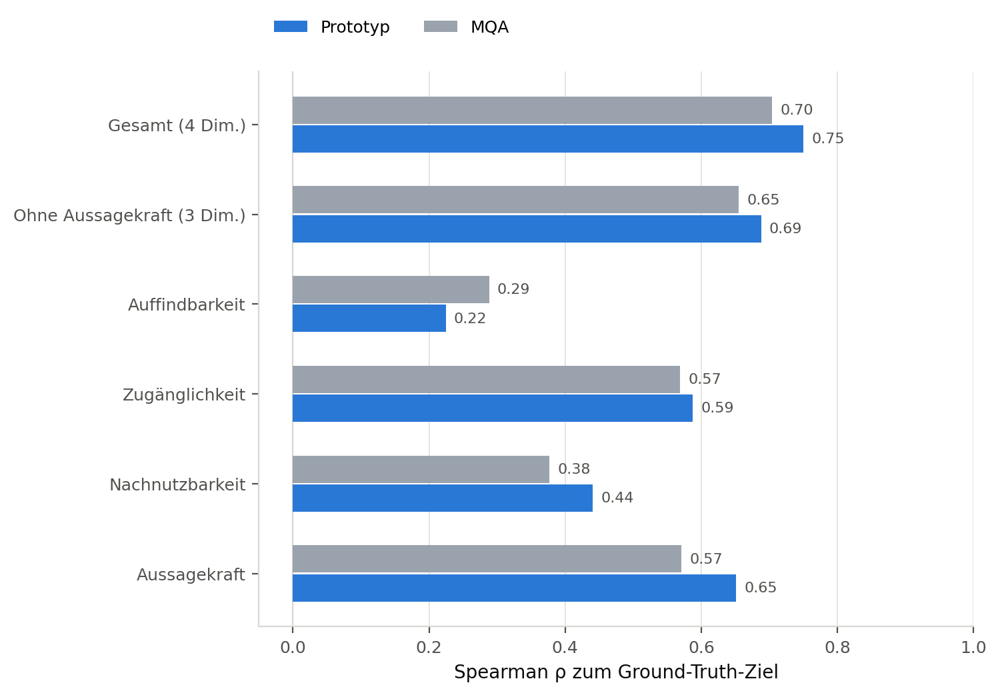 Prototyp MQA
Gesamt (4 Dim.)
0.70
0.75
Ohne Aussagekraft (3 Dim.)
0.65
0.69
Auffindbarkeit
0.29
0.22
Zugänglichkeit
0.57
0.59
Nachnutzbarkeit
0.38
0.44
Aussagekraft
0.57
0.65
0.0 0.2 0.4 0.6 0.8 1.0
Spearman ρ zum Ground-Truth-Ziel